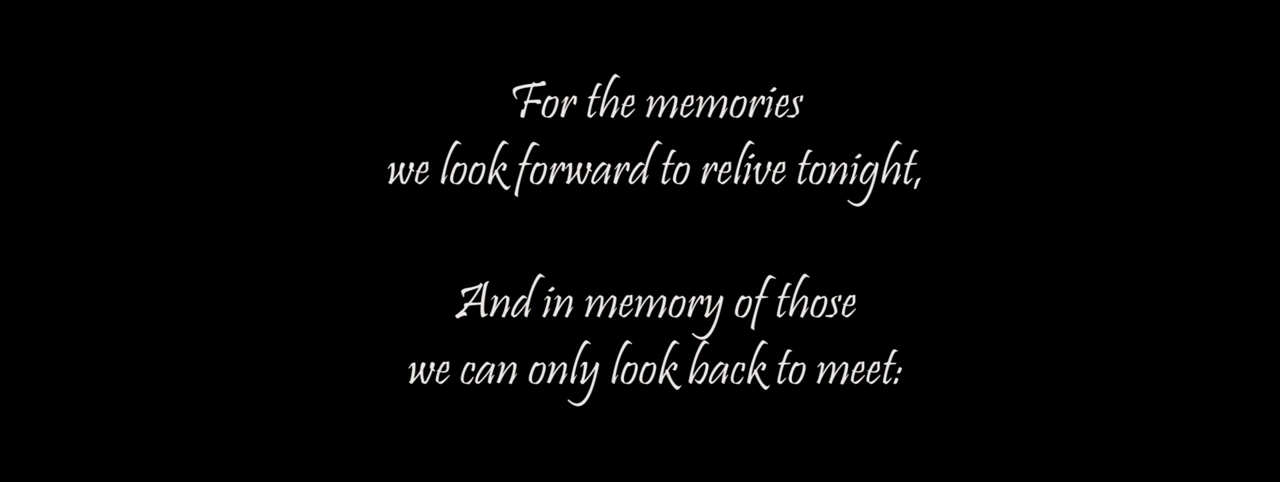 For the memories
we look forward to relive tonight,
And in memory of those
we can only look back to meet: